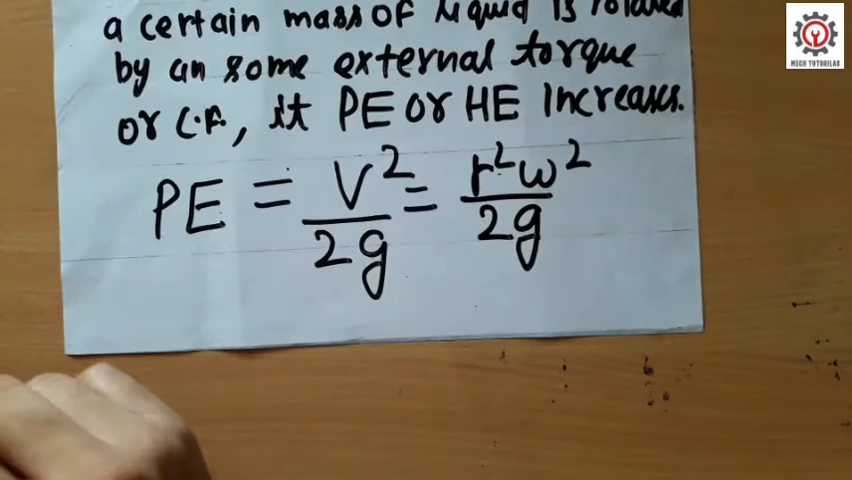 a certain mass of liquid is rotated
by an some external torque
or C.F, it PE or HE increases.
PE = V²/2g = r²ω²/2g
MECH TUTORIALS